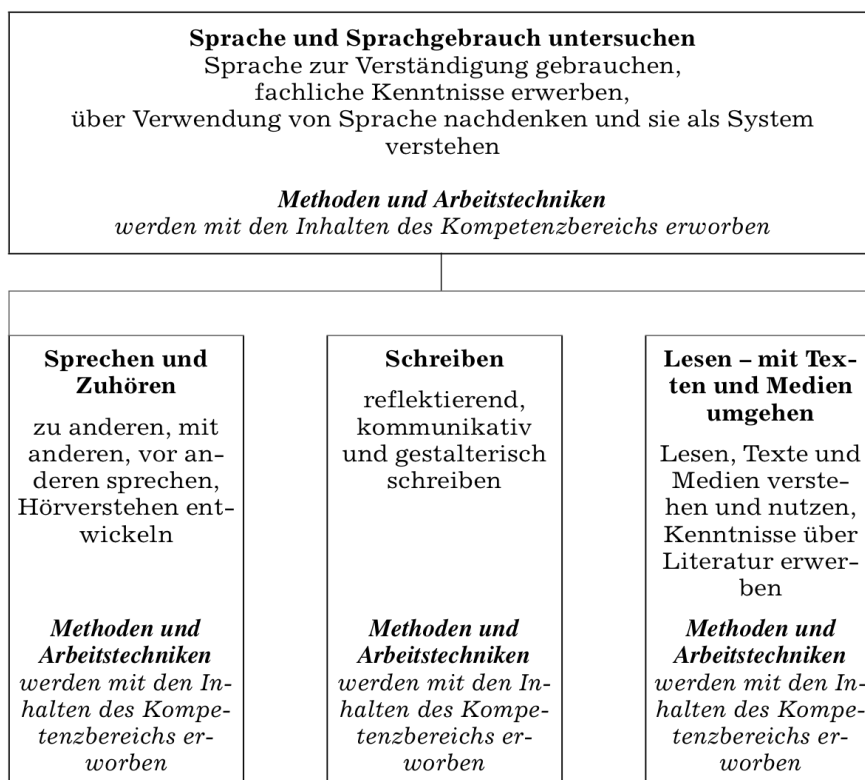 Sprache und Sprachgebrauch untersuchen
Sprache zur Verständigung gebrauchen,
fachliche Kenntnisse erwerben,
über Verwendung von Sprache nachdenken und sie als System
verstehen
Methoden und Arbeitstechniken
werden mit den Inhalten des Kompetenzbereichs erworben
Sprechen und
Zuhören
zu anderen, mit
anderen, vor an-
deren sprechen,
Hörverstehen ent-
wickeln
Methoden und
Arbeitstechniken
werden mit den In-
halten des Kompe-
tenzbereichs er-
worben
Schreiben
reflektierend,
kommunikativ
und gestalterisch
schreiben
Methoden und
Arbeitstechniken
werden mit den In-
halten des Kompe-
tenzbereichs er-
worben
Lesen – mit Tex-
ten und Medien
umgehen
Lesen, Texte und
Medien verste-
hen und nutzen,
Kenntnisse über
Literatur erwer-
ben
Methoden und
Arbeitstechniken
werden mit den In-
halten des Kompe-
tenzbereichs er-
worben